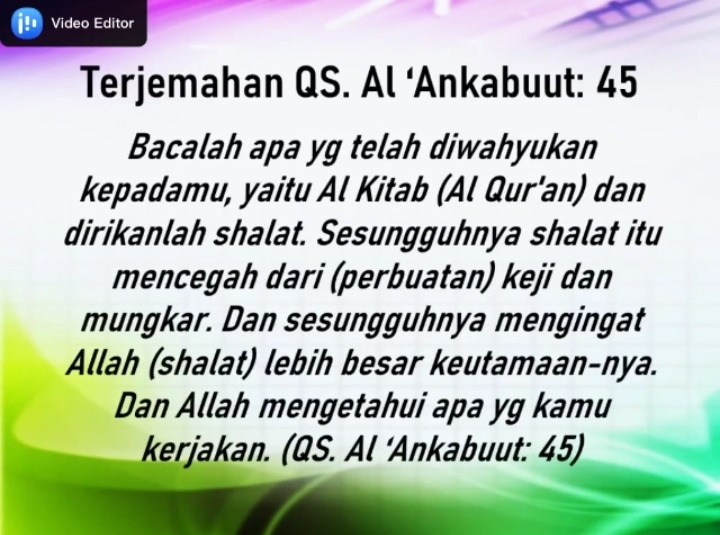 Video Editor
Terjemahan QS. Al ‘Ankabuut: 45
Bacalah apa yg telah diwahyukan
kepadamu, yaitu Al Kitab (Al Qur'an) dan
dirikanlah shalat. Sesungguhnya shalat itu
mencegah dari (perbuatan) keji dan
mungkar. Dan sesungguhnya mengingat
Allah (shalat) lebih besar keutamaan-nya.
Dan Allah mengetahui apa yg kamu
kerjakan. (QS. Al ‘Ankabuut: 45)